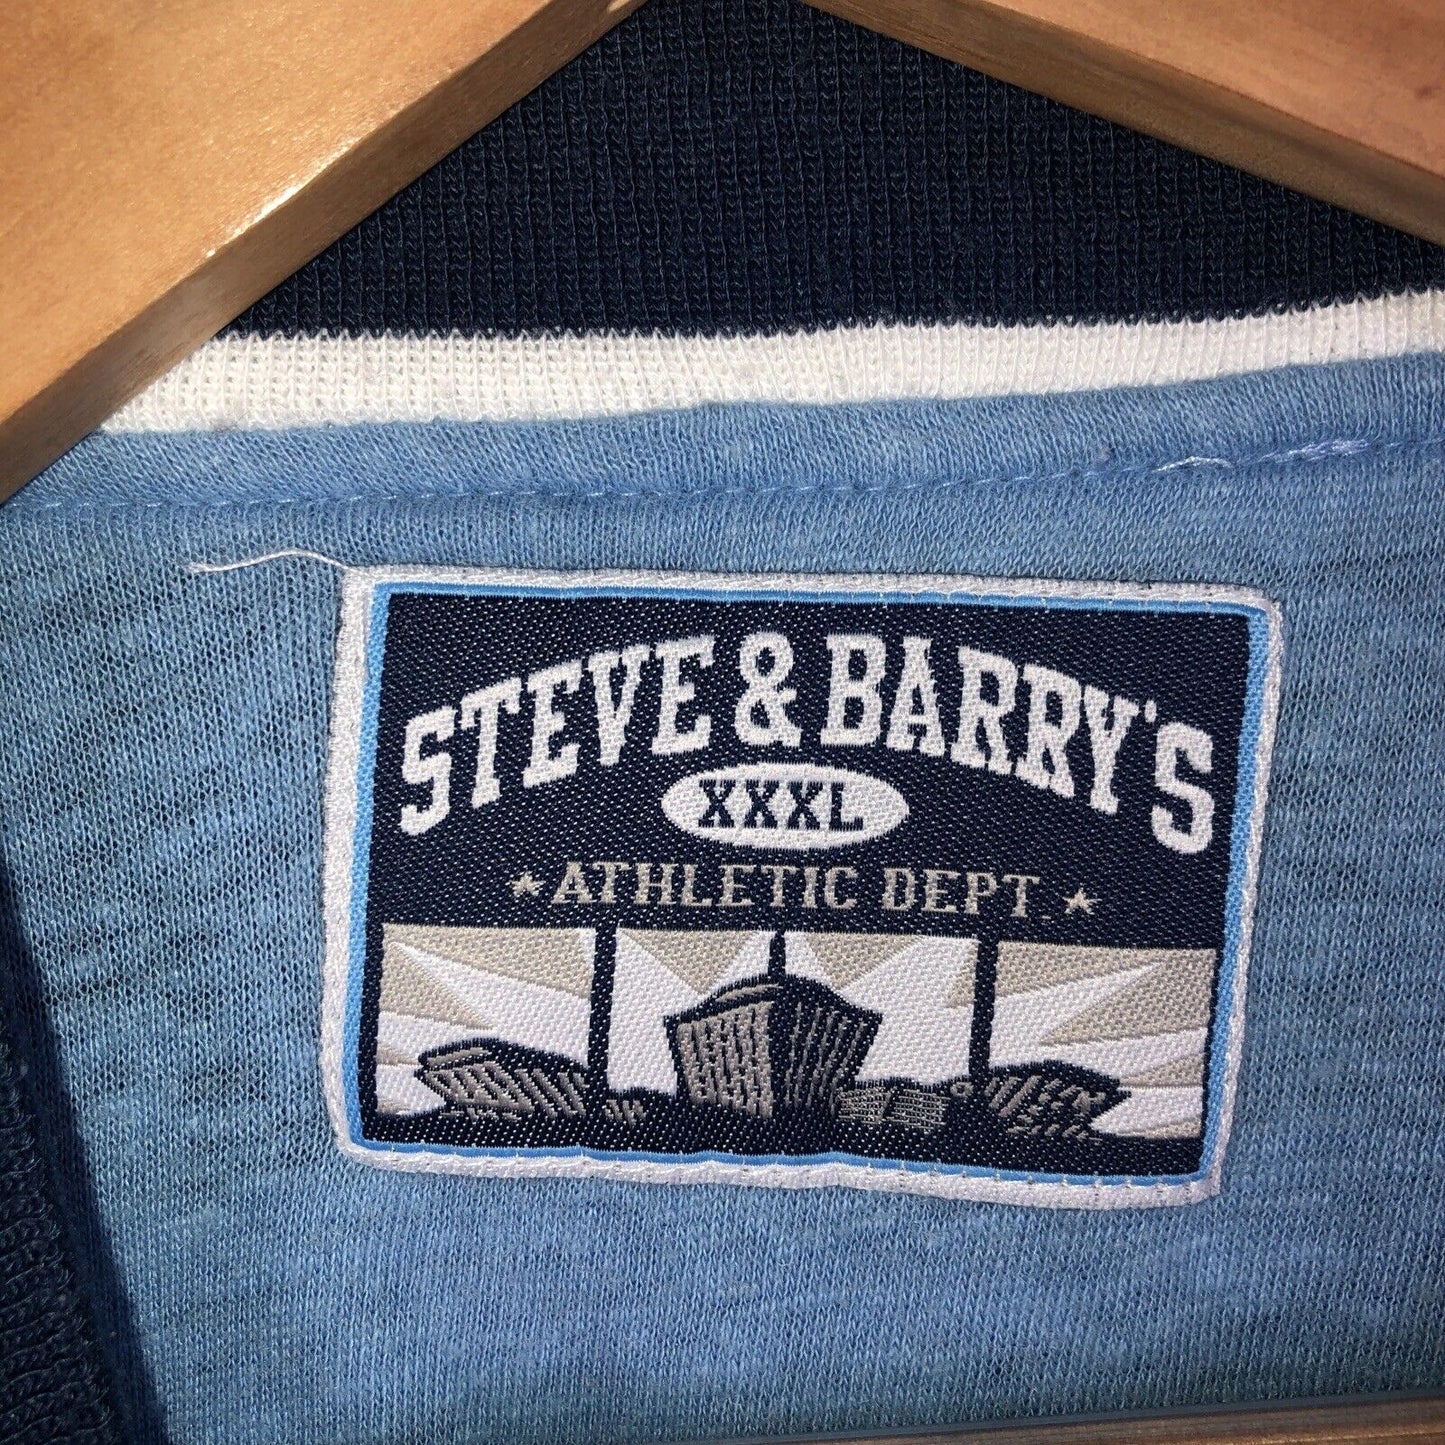 STEVE & BARRY'S
XXXL
★ATHLETIC DEPT.★